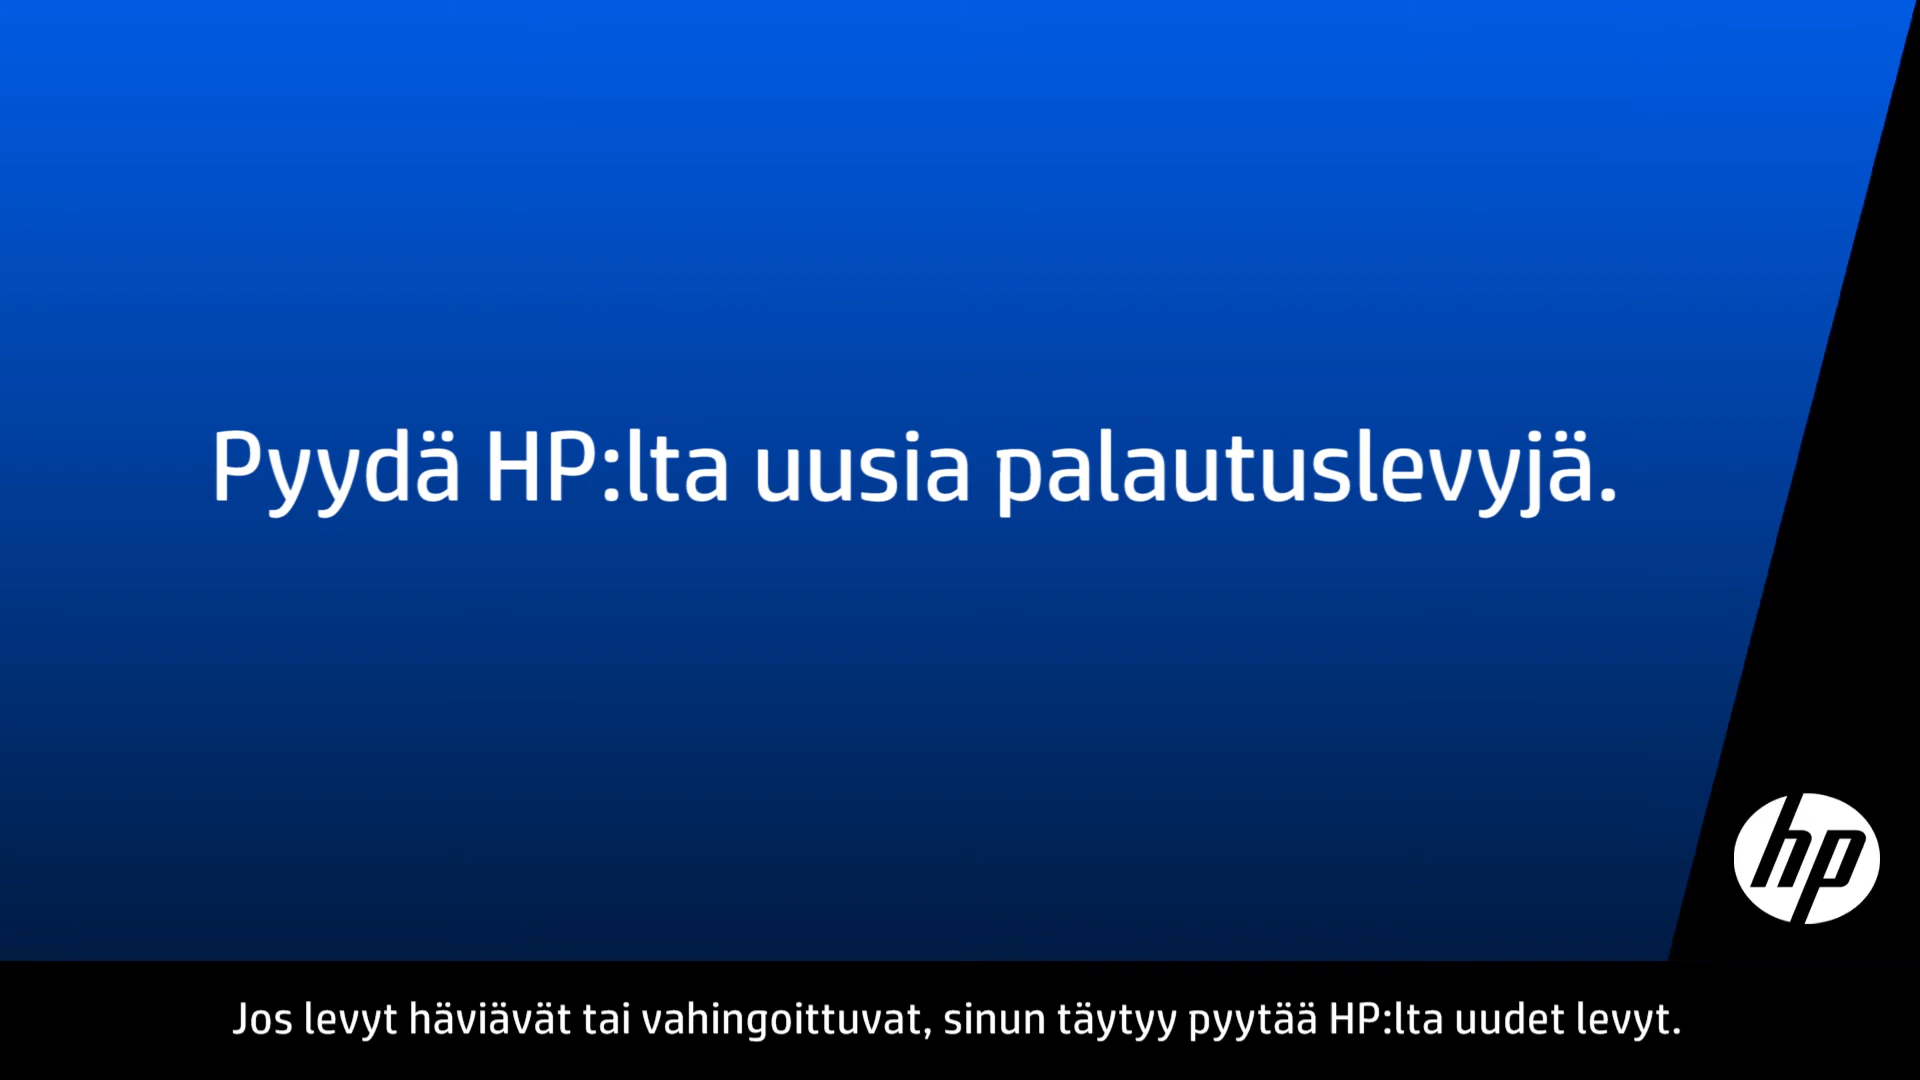 Pyydä HP:lta uusia palautuslevyjä.
hp
Jos levyt häviävät tai vahingoittuvat, sinun täytyy pyytää HP:lta uudet levyt.